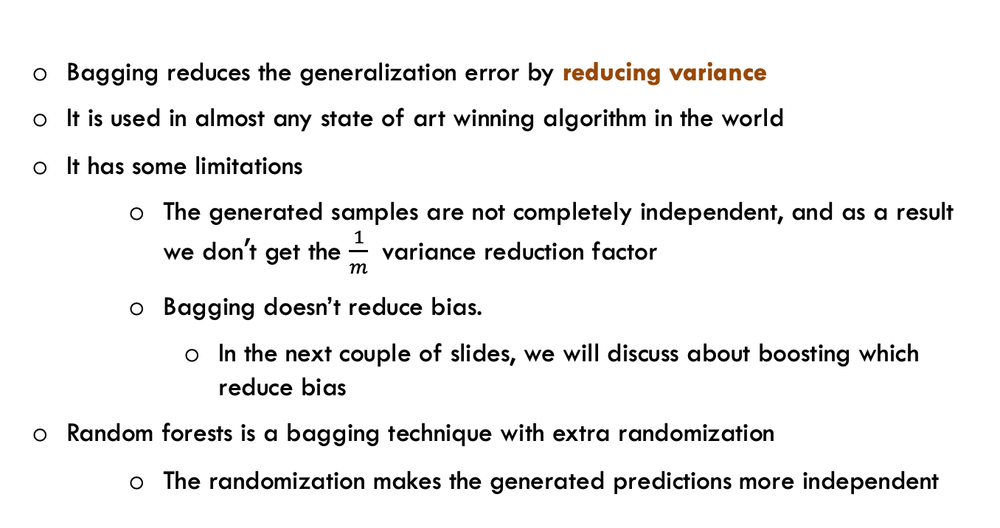 o Bagging reduces the generalization error by reducing variance
o It is used in almost any state of art winning algorithm in the world
o It has some limitations
o The generated samples are not completely independent, and as a result
we don’t get the 1/m variance reduction factor
o Bagging doesn’t reduce bias.
o In the next couple of slides, we will discuss about boosting which
reduce bias
o Random forests is a bagging technique with extra randomization
o The randomization makes the generated predictions more independent